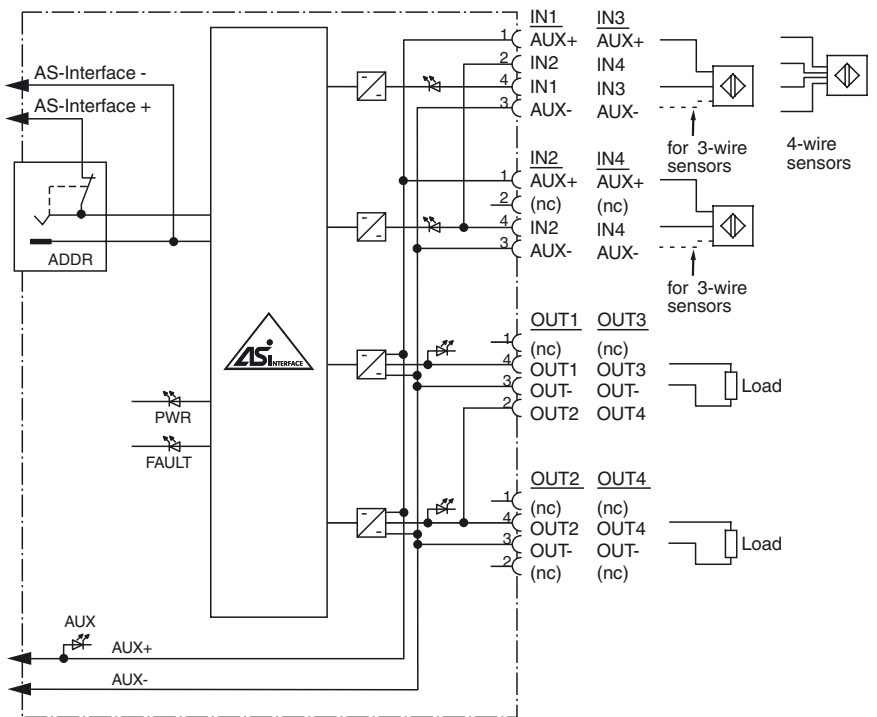 AS-Interface -
AS-Interface +
ADDR
ASi INTERFACE
PWR
FAULT
AUX
AUX+
AUX-
IN1 IN3
1 AUX+ AUX+
2 IN2 IN4
4 IN1 IN3
3 AUX- AUX-
for 3-wire
sensors
4-wire
sensors
IN2 IN4
1 AUX+ AUX+
2 (nc) (nc)
4 IN2 IN4
3 AUX- AUX-
for 3-wire
sensors
OUT1 OUT3
1 (nc) (nc)
4 OUT1 OUT3
3 OUT- OUT-
2 OUT2 OUT4
Load
OUT2 OUT4
1 (nc) (nc)
4 OUT2 OUT4
3 OUT- OUT-
2 (nc) (nc)
Load